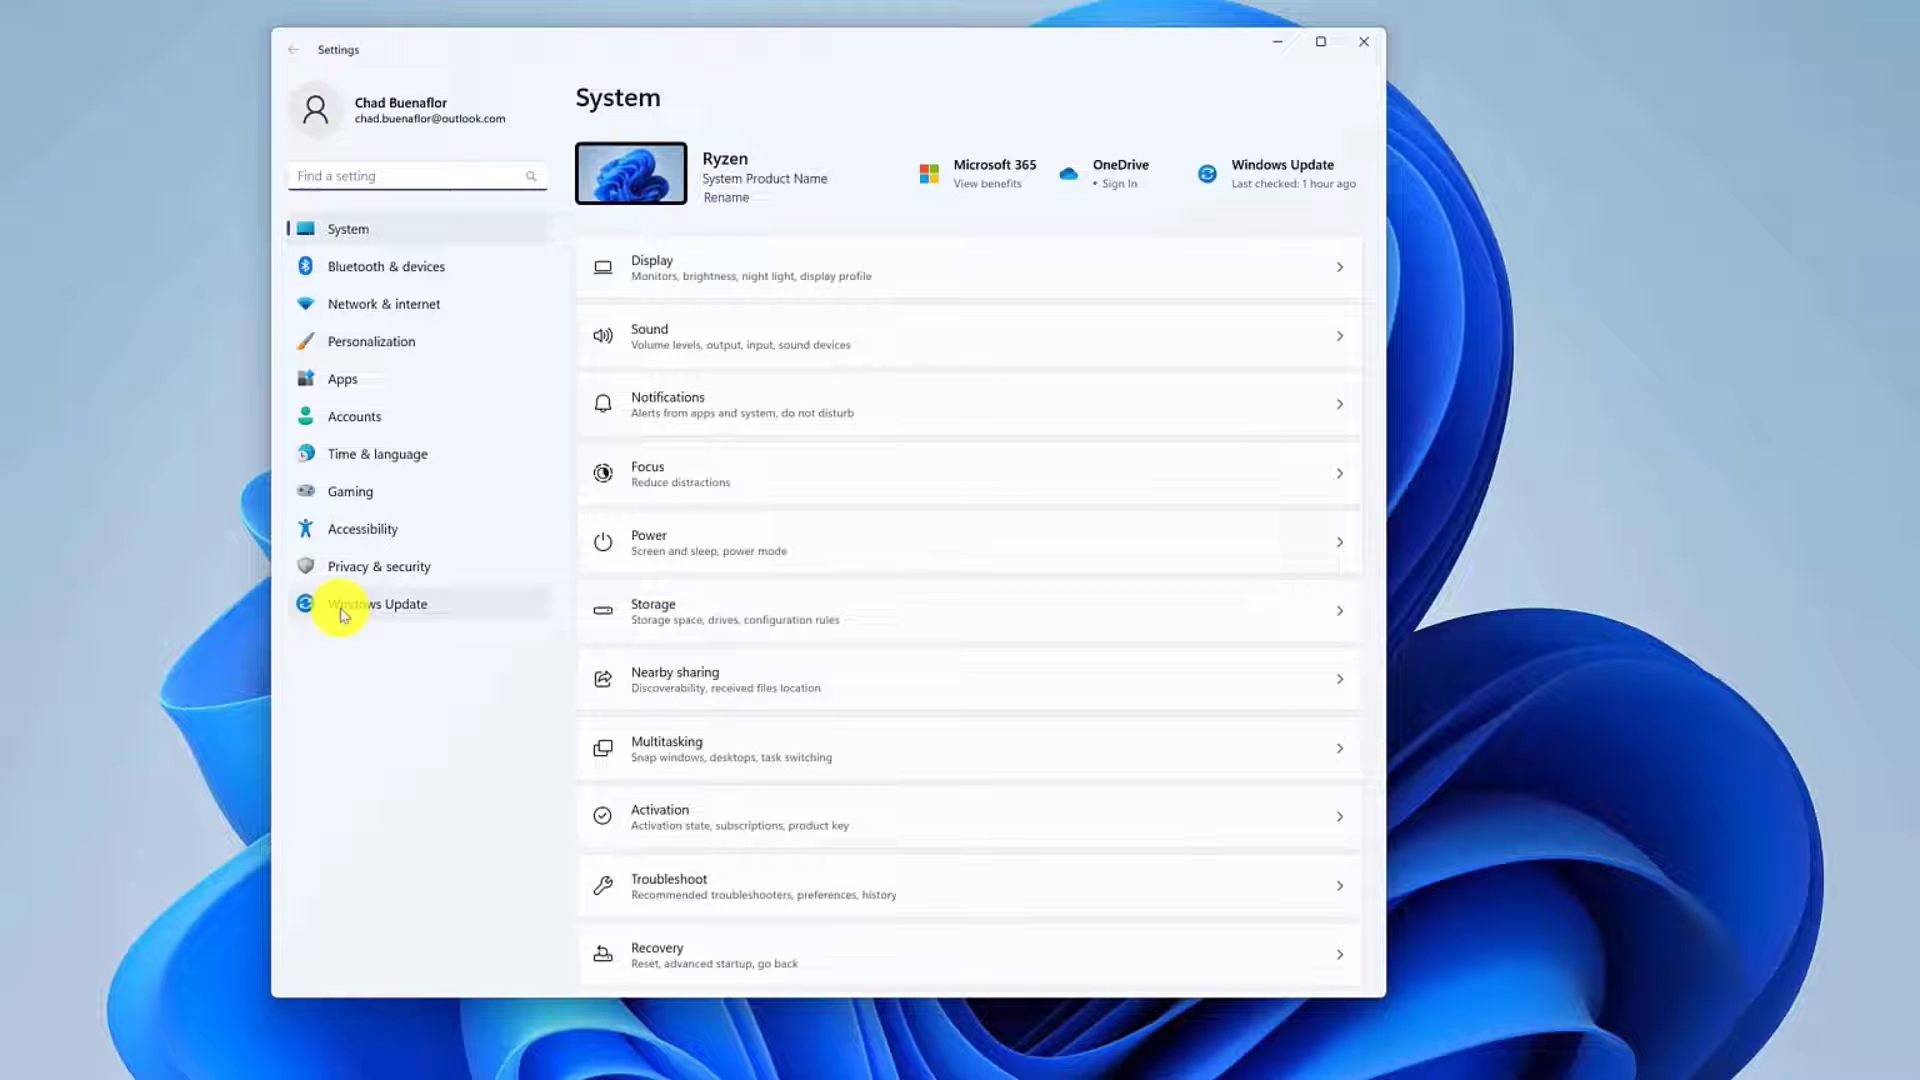 Settings
Chad Buenaflor
chad.buenaflor@outlook.com
Find a setting
System
Bluetooth & devices
Network & internet
Personalization
Apps
Accounts
Time & language
Gaming
Accessibility
Privacy & security
Windows Update
System
Ryzen
System Product Name
Rename
Microsoft 365
View benefits
OneDrive
• Sign In
Windows Update
Last checked: 1 hour ago
Display
Monitors, brightness, night light, display profile
Sound
Volume levels, output, input, sound devices
Notifications
Alerts from apps and system, do not disturb
Focus
Reduce distractions
Power
Screen and sleep, power mode
Storage
Storage space, drives, configuration rules
Nearby sharing
Discoverability, received files location
Multitasking
Snap windows, desktops, task switching
Activation
Activation state, subscriptions, product key
Troubleshoot
Recommended troubleshooters, preferences, history
Recovery
Reset, advanced startup, go back